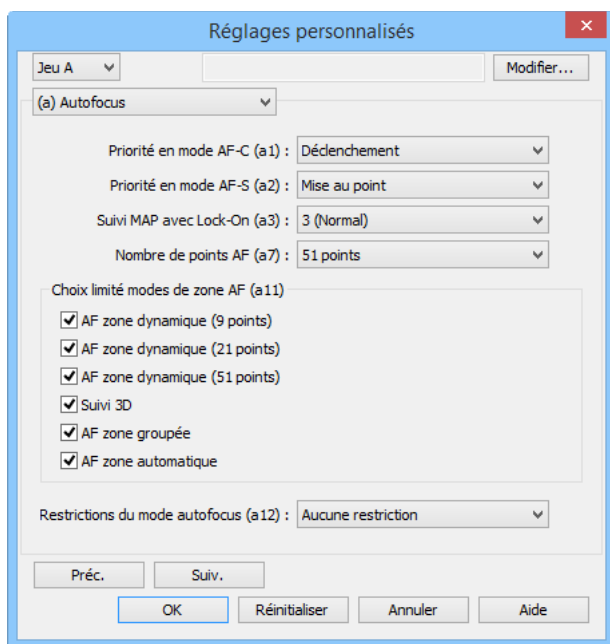 Réglages personnalisés
Jeu A
Modifier...
(a) Autofocus
Priorité en mode AF-C (a1) : Déclenchement
Priorité en mode AF-S (a2) : Mise au point
Suivi MAP avec Lock-On (a3) : 3 (Normal)
Nombre de points AF (a7) : 51 points
Choix limité modes de zone AF (a11)
AF zone dynamique (9 points)
AF zone dynamique (21 points)
AF zone dynamique (51 points)
Suivi 3D
AF zone groupée
AF zone automatique
Restrictions du mode autofocus (a12) : Aucune restriction
Préc. Suiv.
OK Réinitialiser Annuler Aide